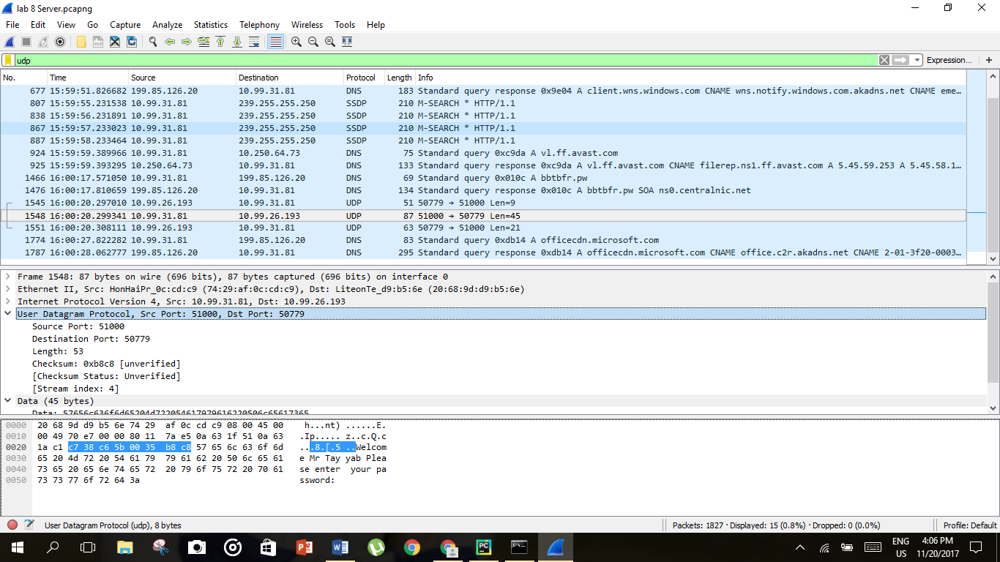 lab 8 Server.pcapng
File Edit View Go Capture Analyze Statistics Telephony Wireless Tools Help
udp
Expression... +
No. Time Source Destination Protocol Length Info
677 15:59:51.826682 199.85.126.20 10.99.31.81 DNS 183 Standard query response 0x9e04 A client.wns.windows.com CNAME wns.notify.windows.com.akadns.net CNAME eme...
807 15:59:55.231538 10.99.31.81 239.255.255.250 SSDP 210 M-SEARCH * HTTP/1.1
838 15:59:56.231891 10.99.31.81 239.255.255.250 SSDP 210 M-SEARCH * HTTP/1.1
867 15:59:57.233023 10.99.31.81 239.255.255.250 SSDP 210 M-SEARCH * HTTP/1.1
887 15:59:58.233464 10.99.31.81 239.255.255.250 SSDP 210 M-SEARCH * HTTP/1.1
924 15:59:59.389966 10.99.31.81 10.250.64.73 DNS 75 Standard query 0xc9da A vl.ff.avast.com
925 15:59:59.393295 10.250.64.73 10.99.31.81 DNS 133 Standard query response 0xc9da A vl.ff.avast.com CNAME filerep.ns1.ff.avast.com A 5.45.59.253 A 5.45.58.1...
1466 16:00:17.571050 10.99.31.81 199.85.126.20 DNS 69 Standard query 0x010c A bbtbfr.pw
1476 16:00:17.810659 199.85.126.20 10.99.31.81 DNS 134 Standard query response 0x010c A bbtbfr.pw SOA ns0.centralnic.net
1545 16:00:20.297010 10.99.26.193 10.99.31.81 UDP 51 50779 → 51000 Len=9
1548 16:00:20.299341 10.99.31.81 10.99.26.193 UDP 87 51000 → 50779 Len=45
1551 16:00:20.308111 10.99.26.193 10.99.31.81 UDP 63 50779 → 51000 Len=21
1774 16:00:27.822282 10.99.31.81 199.85.126.20 DNS 83 Standard query 0xdb14 A officecdn.microsoft.com
1787 16:00:28.062777 199.85.126.20 10.99.31.81 DNS 295 Standard query response 0xdb14 A officecdn.microsoft.com CNAME office.c2r.akadns.net CNAME 2-01-3f20-0003...
Frame 1548: 87 bytes on wire (696 bits), 87 bytes captured (696 bits) on interface 0
Ethernet II, Src: HonHaiPr_0c:cd:c9 (74:29:af:0c:cd:c9), Dst: LiteonTe_d9:b5:6e (20:68:9d:d9:b5:6e)
Internet Protocol Version 4, Src: 10.99.31.81, Dst: 10.99.26.193
User Datagram Protocol, Src Port: 51000, Dst Port: 50779
Source Port: 51000
Destination Port: 50779
Length: 53
Checksum: 0xb8c8 [unverified]
[Checksum Status: Unverified]
[Stream index: 4]
Data (45 bytes)
Data: 57656c636f6d65204d722054617979616220506c65617365
0000 20 68 9d d9 b5 6e 74 29 af 0c cd c9 08 00 45 00 h...nt) ......E.
0010 00 49 70 e7 00 00 80 11 7a e5 0a 63 1f 51 0a 63 .Ip..... z..c.Q.c
0020 1a c1 c7 38 c6 5b 00 35 b8 c8 57 65 6c 63 6f 6d ...8.[.5 ..Welcom
0030 65 20 4d 72 20 54 61 79 79 61 62 20 50 6c 65 61 e Mr Tay yab Plea
0040 73 65 20 65 6e 74 65 72 20 79 6f 75 72 20 70 61 se enter your pa
0050 73 73 77 6f 72 64 3a ssword:
User Datagram Protocol (udp), 8 bytes
Packets: 1827 · Displayed: 15 (0.8%) · Dropped: 0 (0.0%)
Profile: Default
ENG 4:06 PM
US 11/20/2017